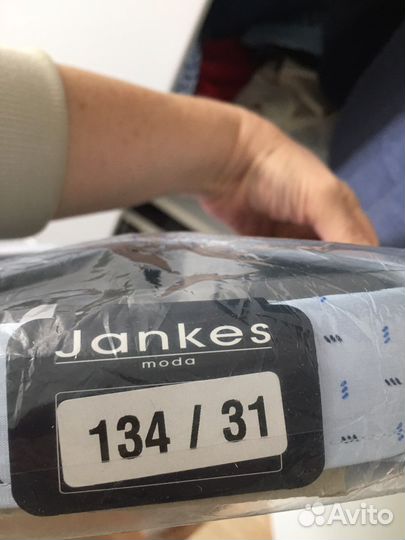 Jankes
moda
134 / 31
Avito